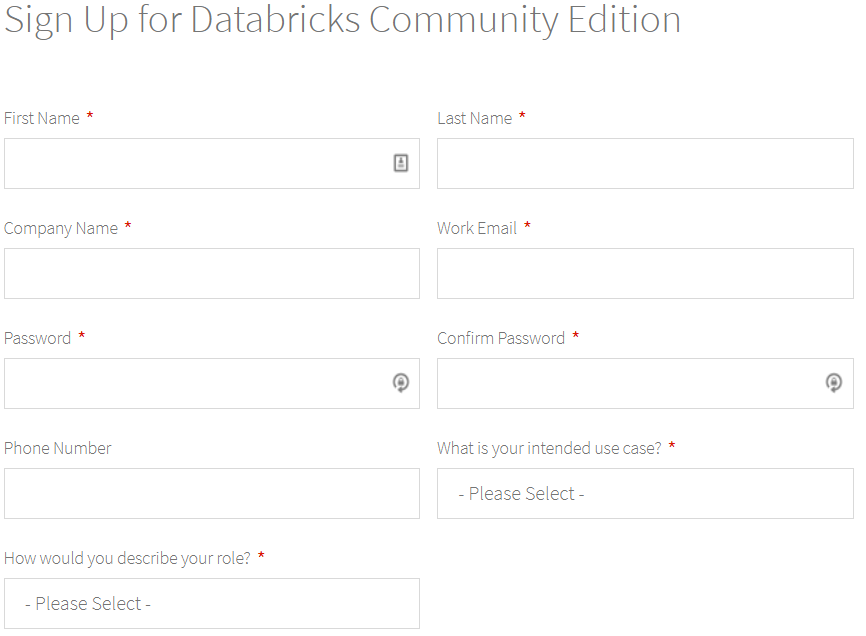 Sign Up for Databricks Community Edition
First Name *
Last Name *
Company Name *
Work Email *
Password *
Confirm Password *
Phone Number
What is your intended use case? *
- Please Select -
How would you describe your role? *
- Please Select -